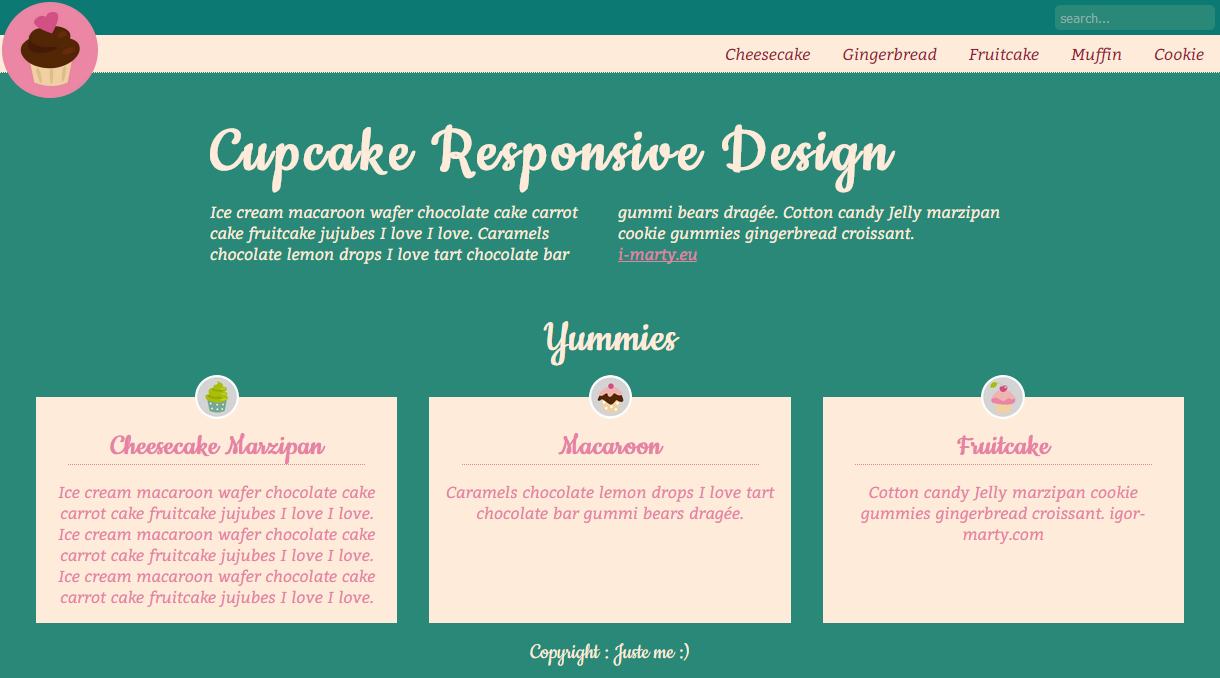 search...
Cheesecake Gingerbread Fruitcake Muffin Cookie
Cupcake Responsive Design
Ice cream macaroon wafer chocolate cake carrot
cake fruitcake jujubes I love I love. Caramels
chocolate lemon drops I love tart chocolate bar
gummi bears dragée. Cotton candy Jelly marzipan
cookie gummies gingerbread croissant.
i-marty.eu
Yummies
Cheesecake Marzipan
Ice cream macaroon wafer chocolate cake
carrot cake fruitcake jujubes I love I love.
Ice cream macaroon wafer chocolate cake
carrot cake fruitcake jujubes I love I love.
Ice cream macaroon wafer chocolate cake
carrot cake fruitcake jujubes I love I love.
Macaroon
Caramels chocolate lemon drops I love tart
chocolate bar gummi bears dragée.
Fruitcake
Cotton candy Jelly marzipan cookie
gummies gingerbread croissant. igor-
marty.com
Copyright : Juste me :)